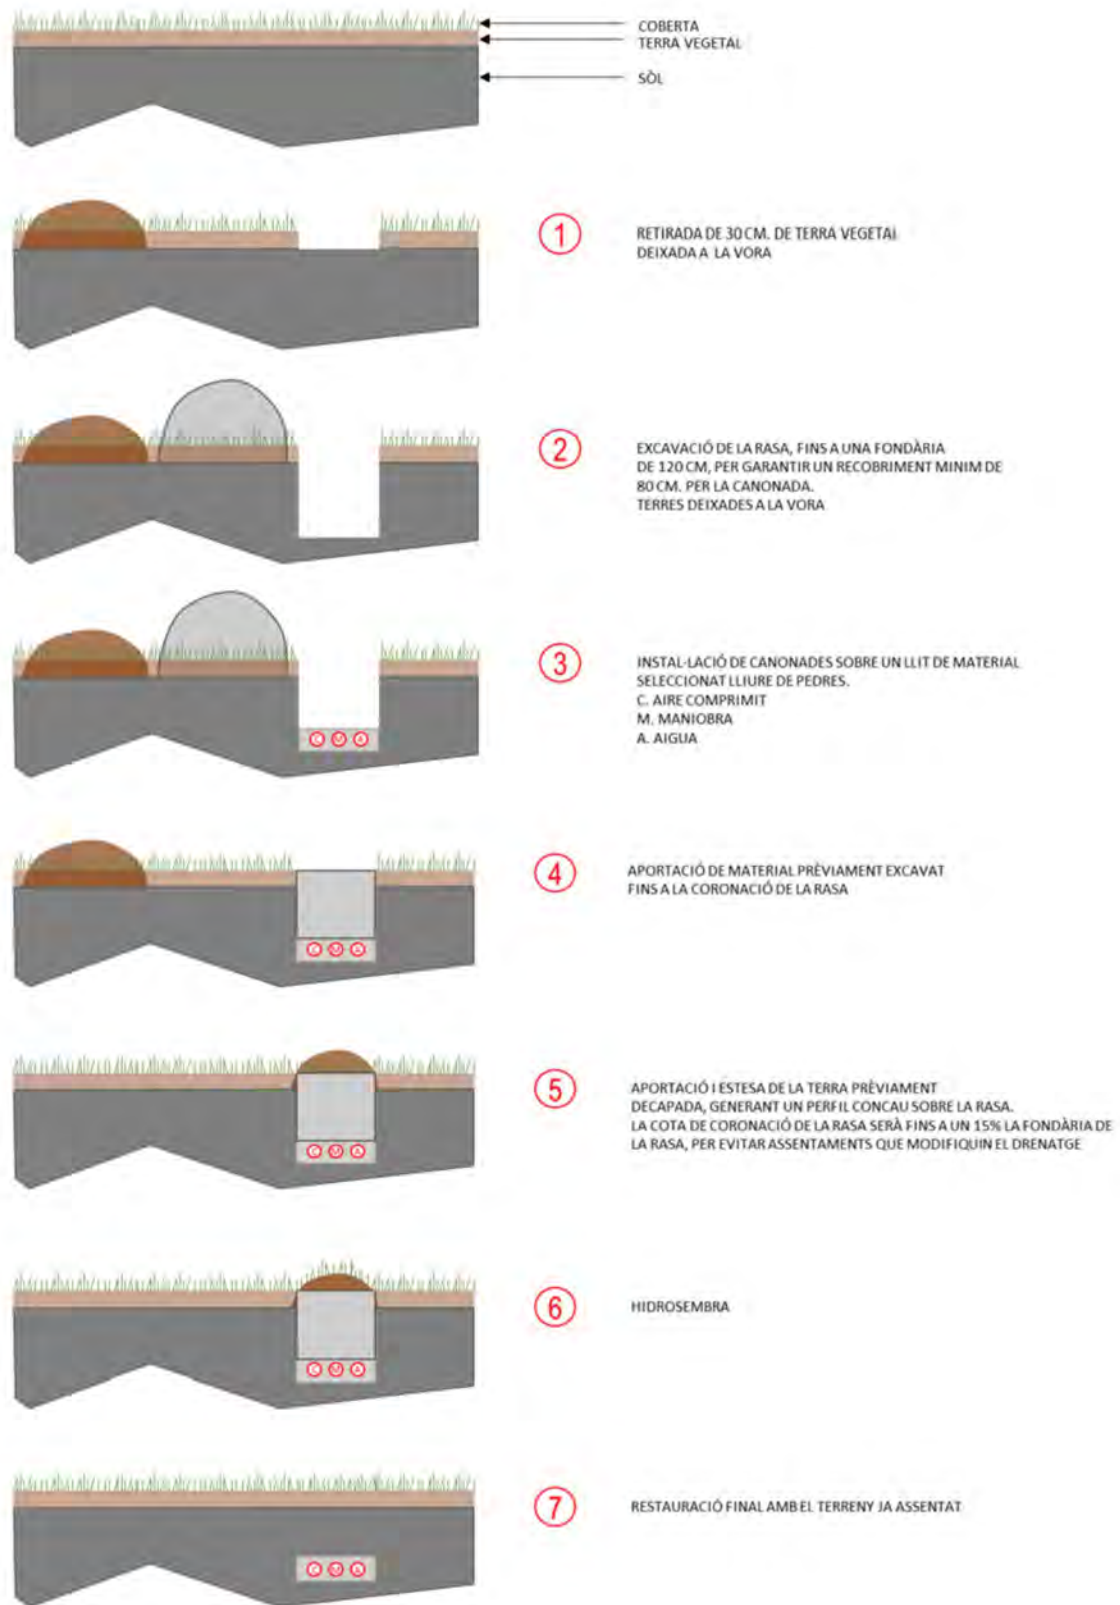 COBERTA
TERRA VEGETAL
SÒL
1
RETIRADA DE 30 CM. DE TERRA VEGETAL
DEIXADA A LA VORA
2
EXCAVACIÓ DE LA RASA, FINS A UNA FONDÀRIA
DE 120 CM, PER GARANTIR UN RECOBRIMENT MINIM DE
80 CM. PER LA CANONADA.
TERRES DEIXADES A LA VORA
3
INSTAL-LACIÓ DE CANONADES SOBRE UN LLIT DE MATERIAL
SELECCIONAT LLIURE DE PEDRES.
C. AIRE COMPRIMIT
M. MANIOBRA
A. AIGUA
C M A
4
APORTACIÓ DE MATERIAL PRÈVIAMENT EXCAVAT
FINS A LA CORONACIÓ DE LA RASA
C M A
5
APORTACIÓ I ESTESA DE LA TERRA PRÈVIAMENT
DECAPADA, GENERANT UN PERFIL CONCAU SOBRE LA RASA.
LA COTA DE CORONACIÓ DE LA RASA SERÀ FINS A UN 15% LA FONDÀRIA DE
LA RASA, PER EVITAR ASSENTAMENTS QUE MODIFIQUIN EL DRENATGE
C M A
6
HIDROSEMBRA
C M A
7
RESTAURACIÓ FINAL AMB EL TERRENY JA ASSENTAT
C M A